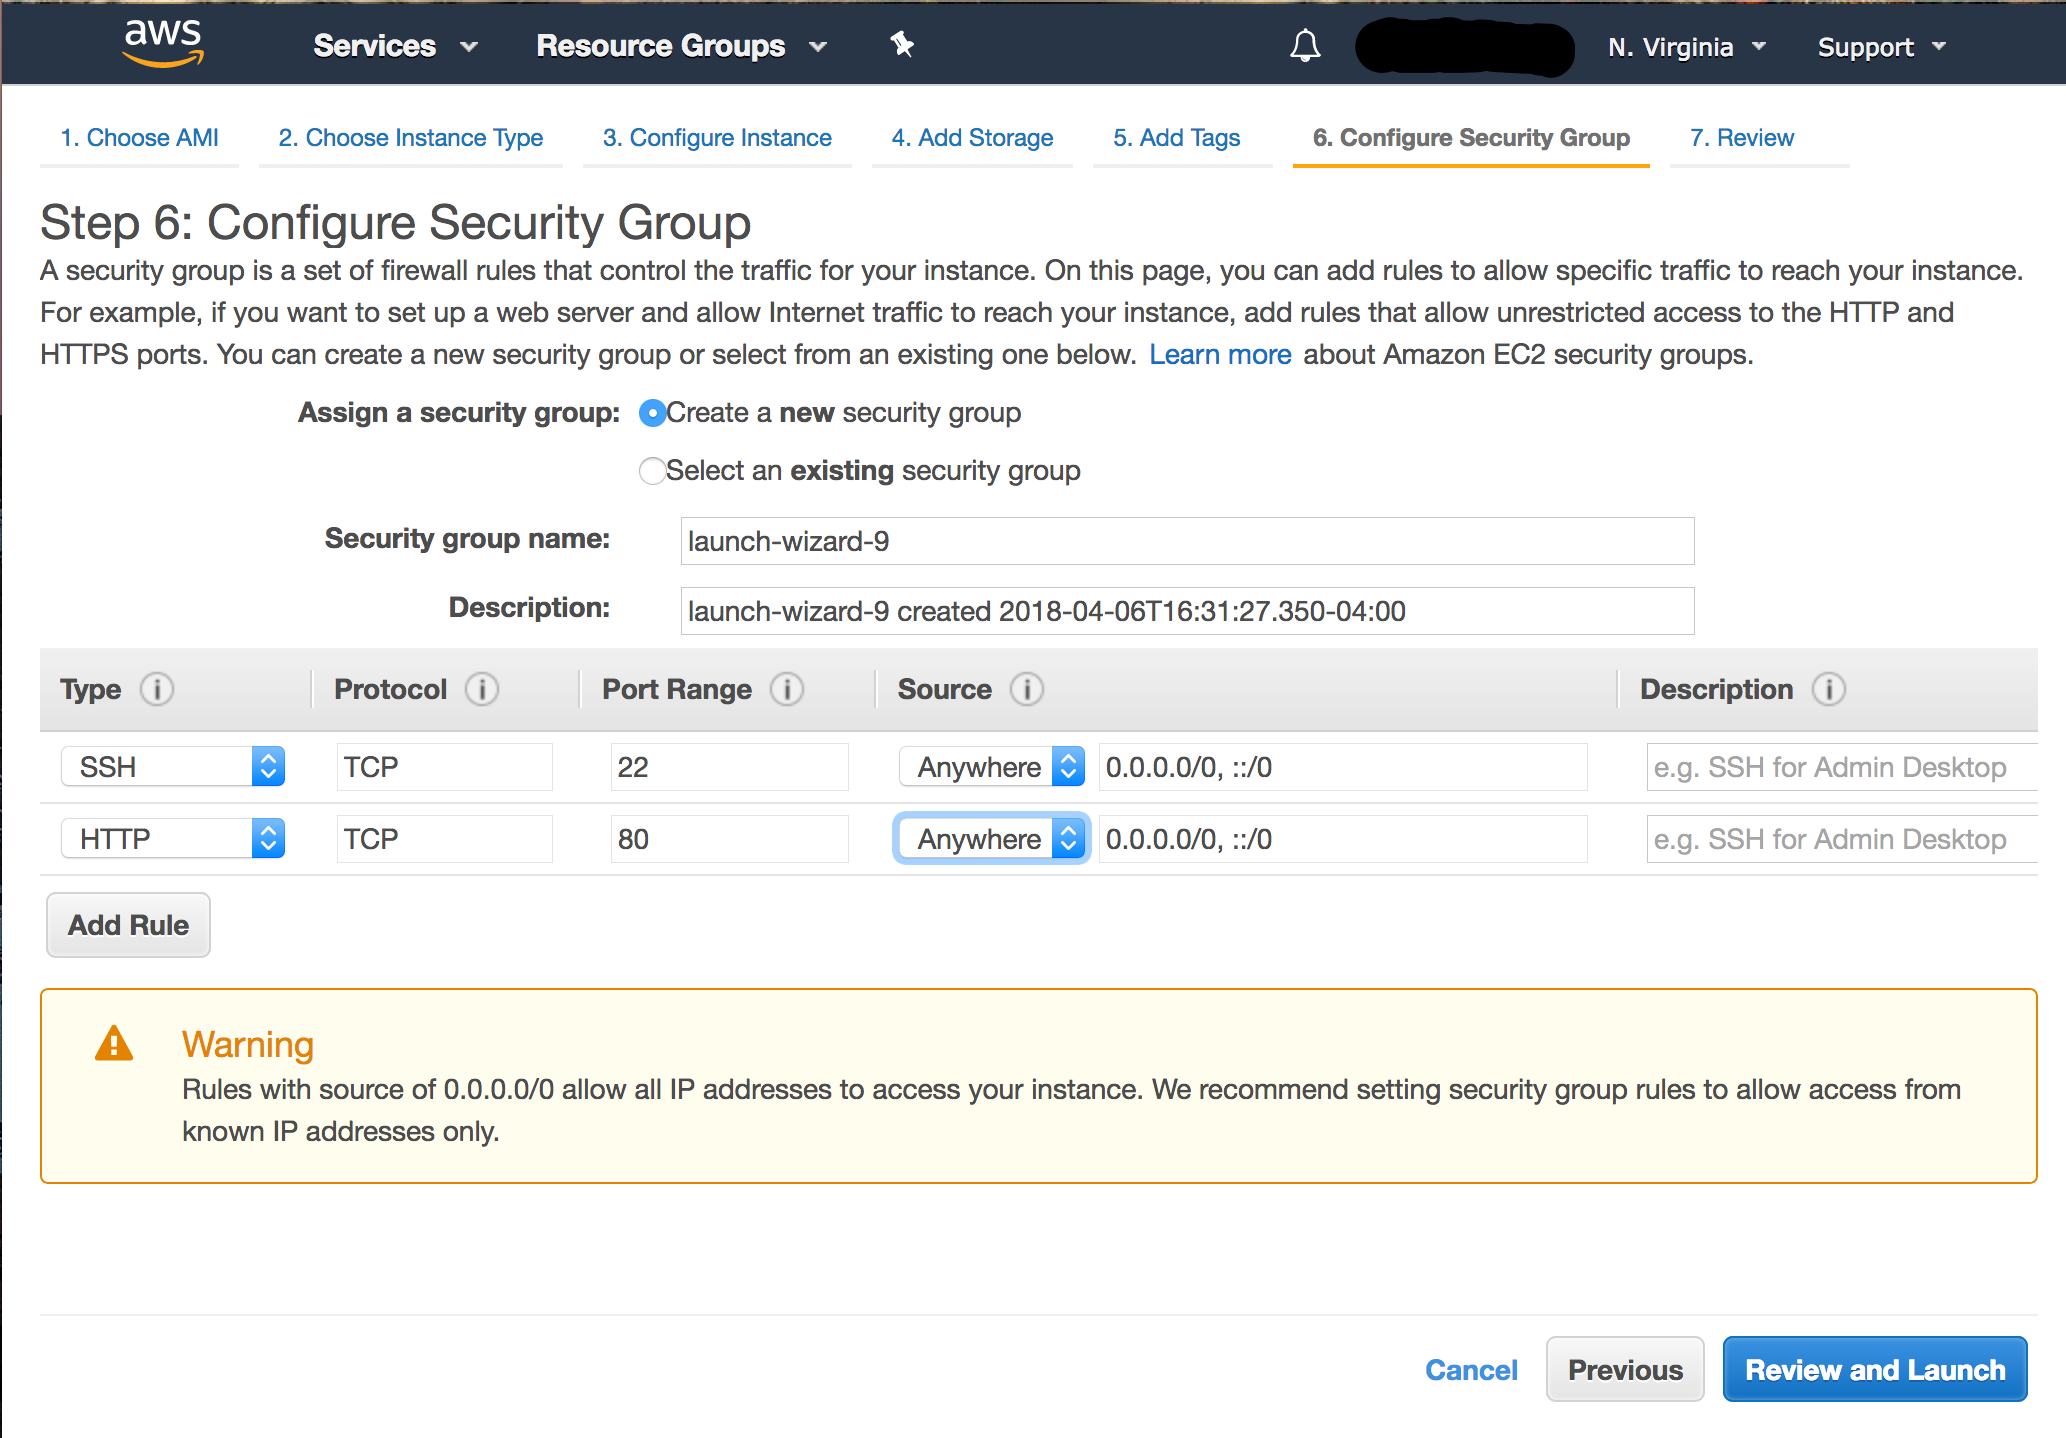 aws Services Resource Groups N. Virginia Support
1. Choose AMI 2. Choose Instance Type 3. Configure Instance 4. Add Storage 5. Add Tags 6. Configure Security Group 7. Review
Step 6: Configure Security Group
A security group is a set of firewall rules that control the traffic for your instance. On this page, you can add rules to allow specific traffic to reach your instance.
For example, if you want to set up a web server and allow Internet traffic to reach your instance, add rules that allow unrestricted access to the HTTP and
HTTPS ports. You can create a new security group or select from an existing one below. Learn more about Amazon EC2 security groups.
Assign a security group: Create a new security group
Select an existing security group
Security group name: launch-wizard-9
Description: launch-wizard-9 created 2018-04-06T16:31:27.350-04:00
Type i Protocol i Port Range i Source i Description i
SSH TCP 22 Anywhere 0.0.0.0/0, ::/0 e.g. SSH for Admin Desktop
HTTP TCP 80 Anywhere 0.0.0.0/0, ::/0 e.g. SSH for Admin Desktop
Add Rule
Warning
Rules with source of 0.0.0.0/0 allow all IP addresses to access your instance. We recommend setting security group rules to allow access from
known IP addresses only.
Cancel Previous Review and Launch